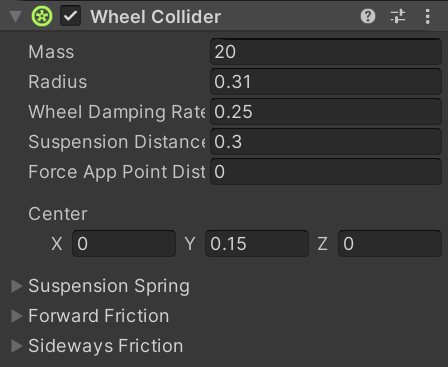 Wheel Collider
Mass 20
Radius 0.31
Wheel Damping Rate 0.25
Suspension Distance 0.3
Force App Point Dist 0
Center
X 0 Y 0.15 Z 0
Suspension Spring
Forward Friction
Sideways Friction